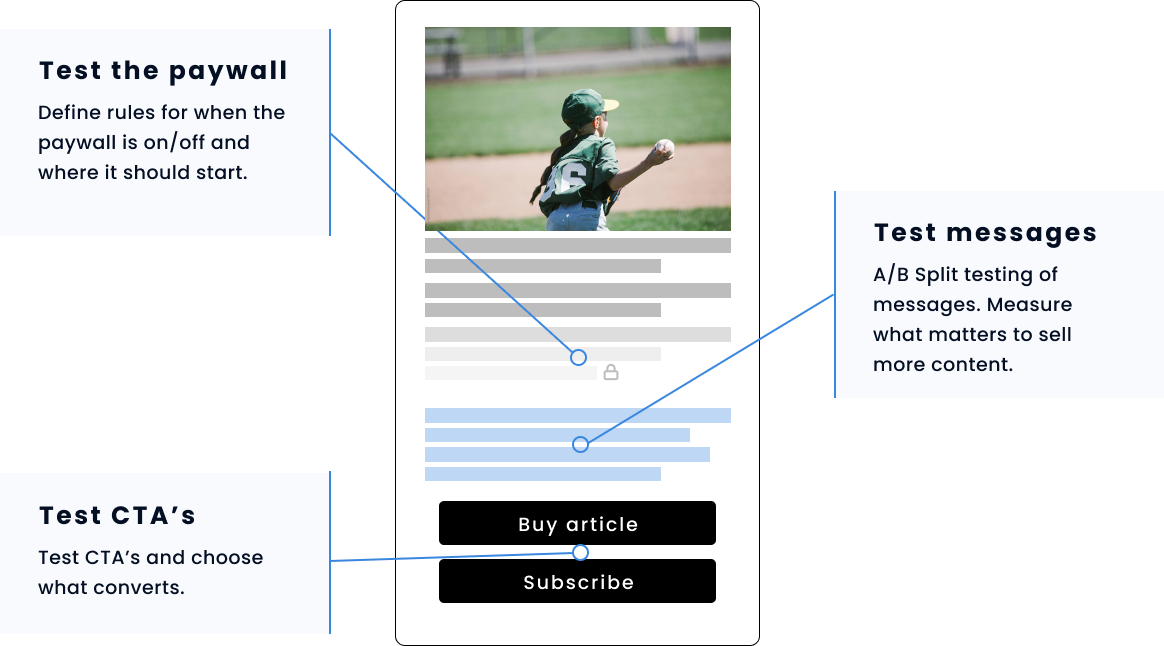 Test the paywall
Define rules for when the
paywall is on/off and
where it should start.
Test messages
A/B Split testing of
messages. Measure
what matters to sell
more content.
Test CTA’s
Test CTA’s and choose
what converts.
Buy article
Subscribe